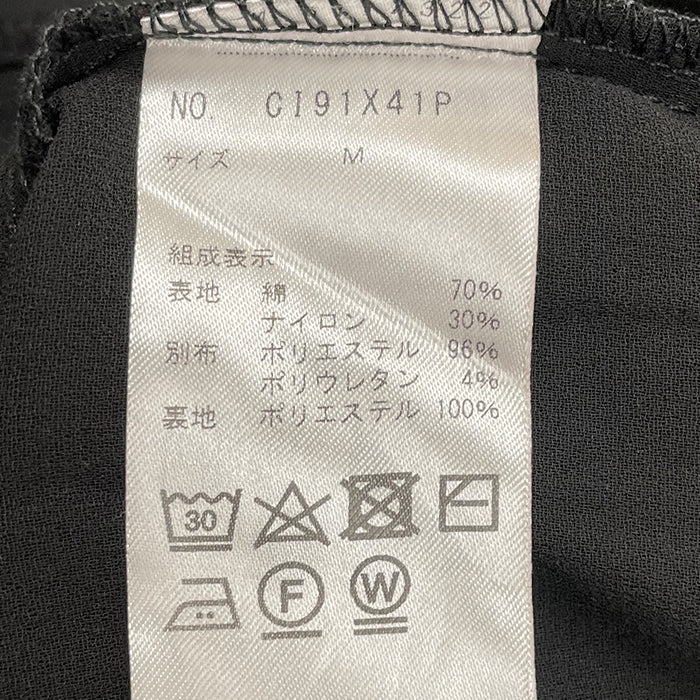 NO. CI91X41P
サイズ M
組成表示
表地 綿 70%
ナイロン 30%
別布 ポリエステル 96%
ポリウレタン 4%
裏地 ポリエステル 100%
30
F W